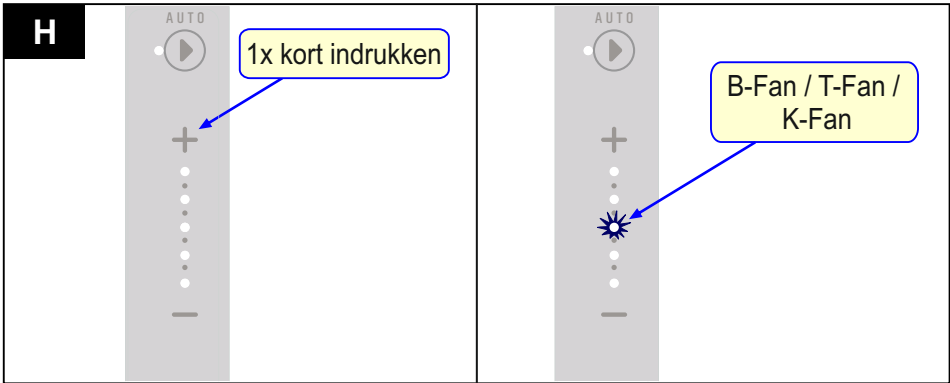 H
AUTO
1x kort indrukken
AUTO
B-Fan / T-Fan /
K-Fan